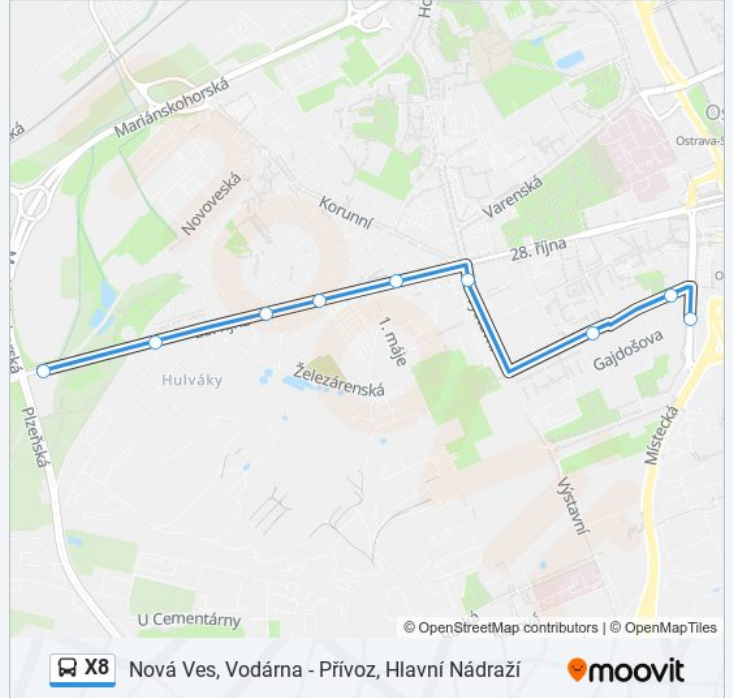 Mariánskohorská
Novoveská
Korunní
Varenská
Ostrava-S
28. října
1. máje
Gajdošova
Hulváky
Železárenská
Plzeňská
Místecká
Výstavní
U Cementárny
© OpenStreetMap contributors | © OpenMapTiles
X8 Nová Ves, Vodárna - Přívoz, Hlavní Nádraží
moovit